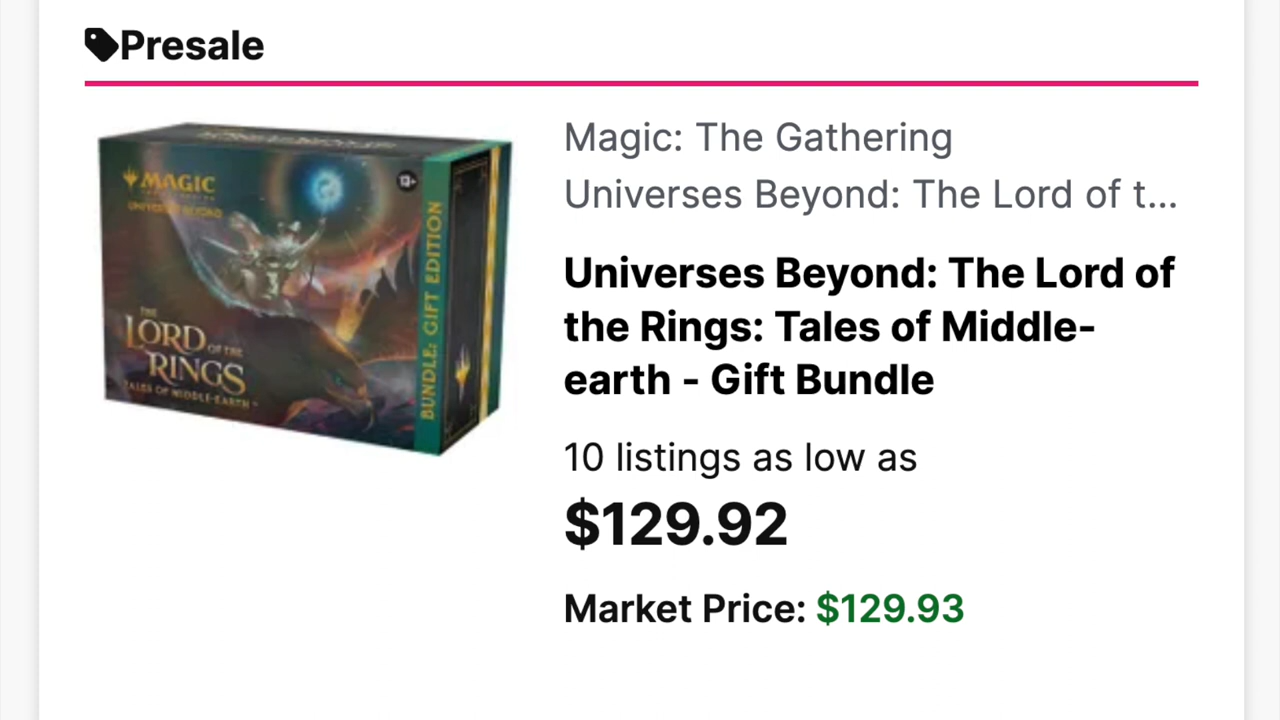 Presale
Magic: The Gathering
Universes Beyond: The Lord of t...
Universes Beyond: The Lord of
the Rings: Tales of Middle-
earth - Gift Bundle
10 listings as low as
$129.92
Market Price: $129.93
MAGIC
UNIVERSES BEYOND
13+
THE
LORD OF THE
RINGS
TALES OF MIDDLE-EARTH
BUNDLE: GIFT EDITION